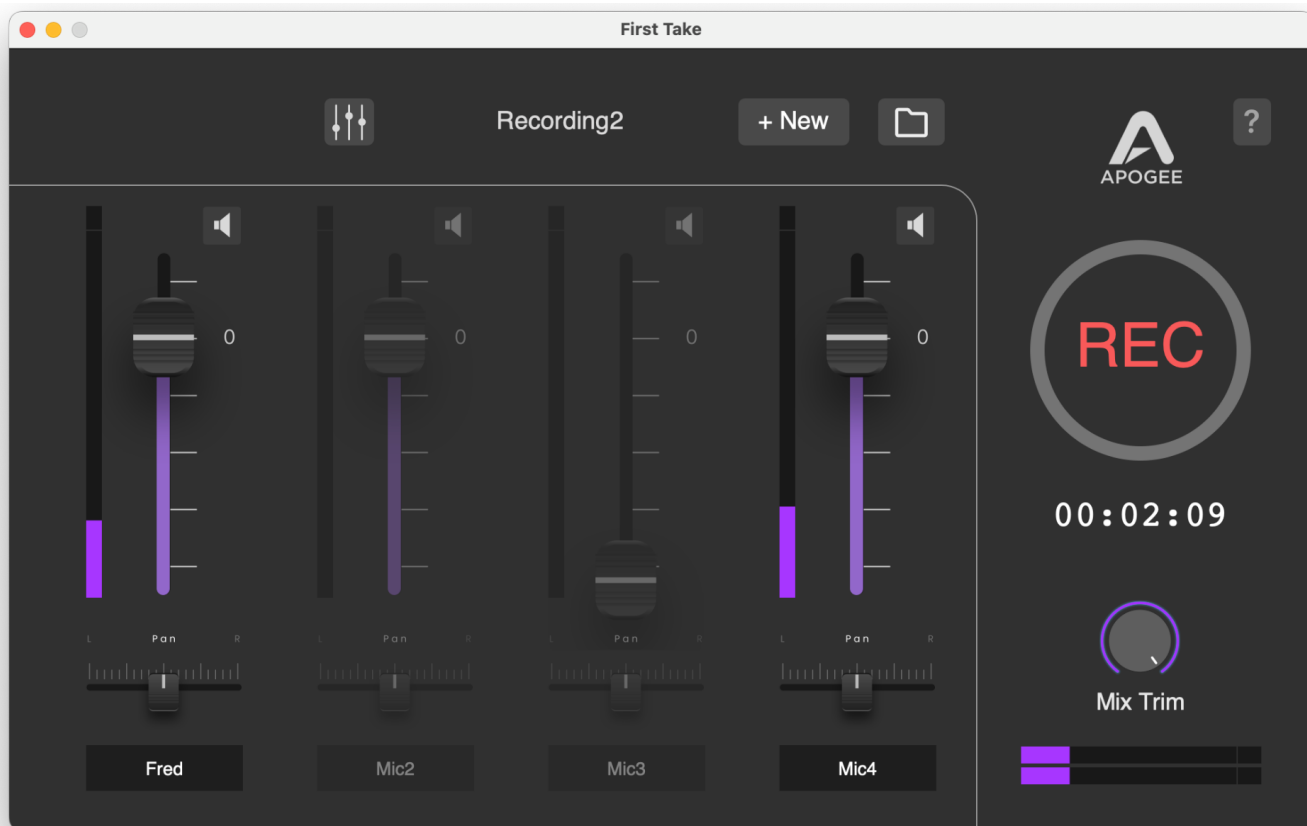 First Take
Recording2
+ New
APOGEE
?
0
0
0
0
REC
00:02:09
L Pan R
L Pan R
L Pan R
L Pan R
Mix Trim
Fred
Mic2
Mic3
Mic4